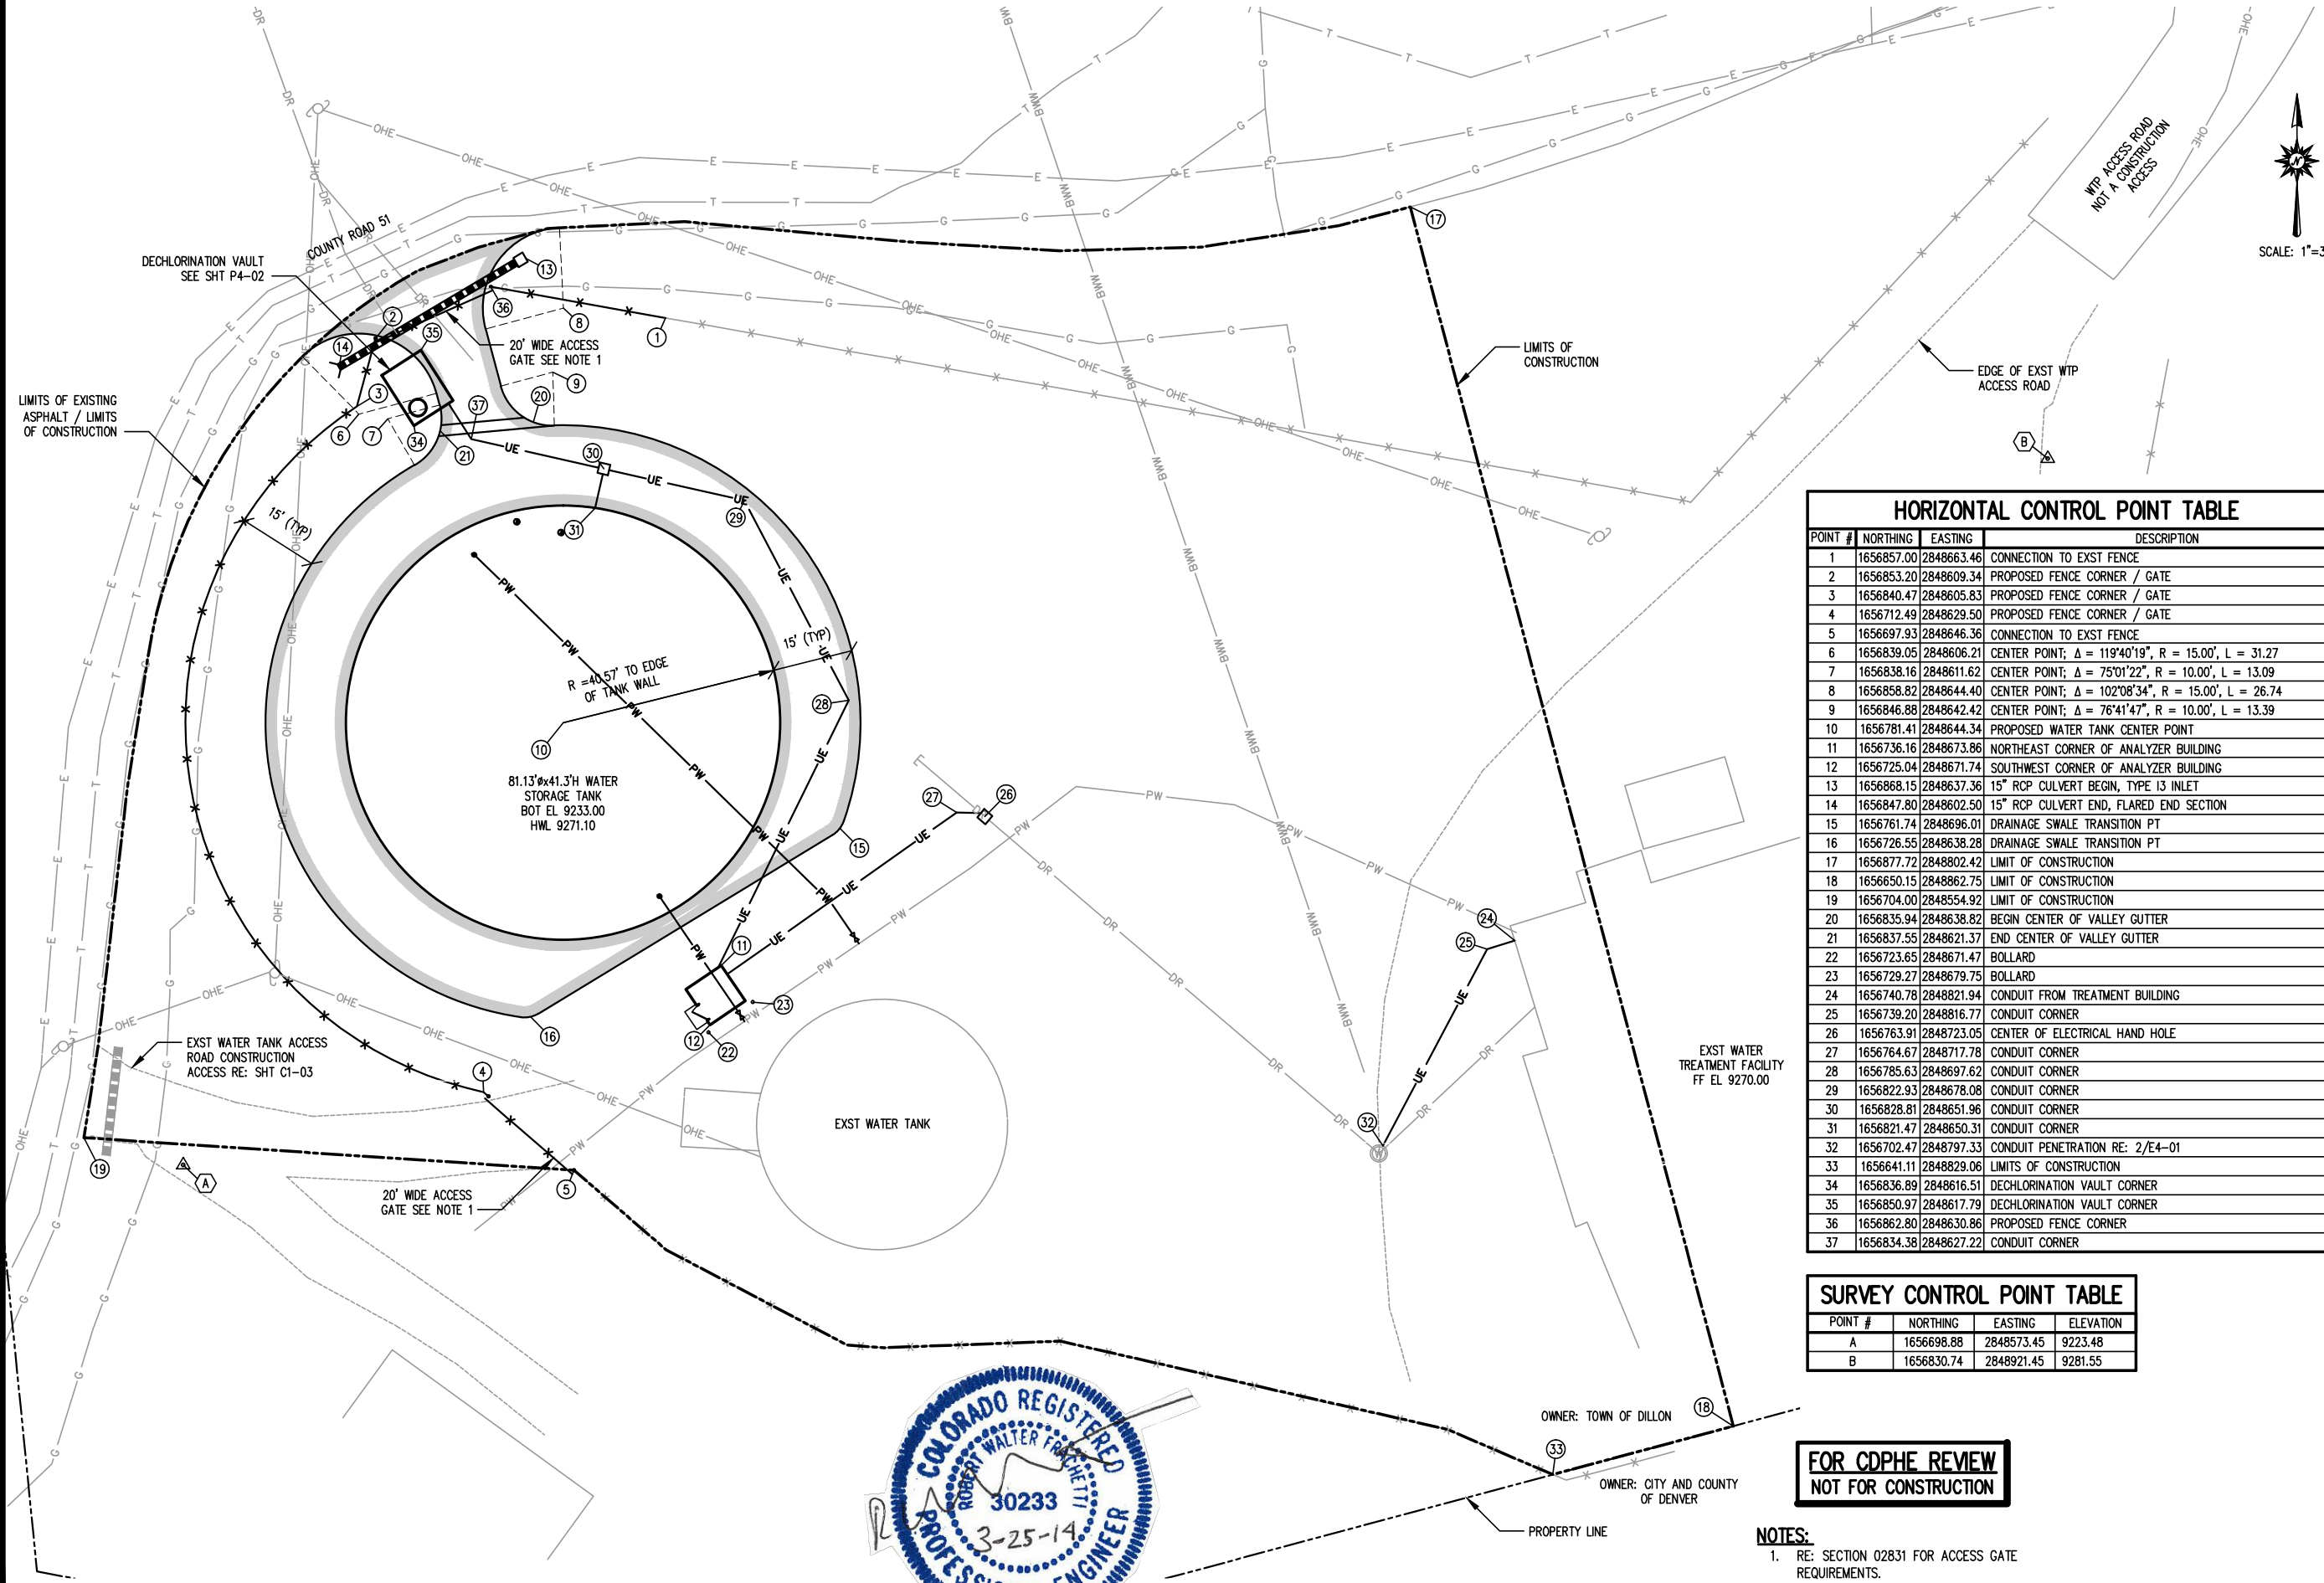 COUNTY ROAD 51
DECHLORINATION VAULT
SEE SHT P4-02
20' WIDE ACCESS
GATE SEE NOTE 1
LIMITS OF EXISTING
ASPHALT / LIMITS
OF CONSTRUCTION
15' (TYP)
15' (TYP)
R =40.57' TO EDGE
OF TANK WALL
81.13'øx41.3'H WATER
STORAGE TANK
BOT EL 9233.00
HWL 9271.10
LIMITS OF
CONSTRUCTION
WTP ACCESS ROAD
NOT A CONSTRUCTION
ACCESS
N
SCALE: 1"=3
EDGE OF EXST WTP
ACCESS ROAD
EXST WATER TANK ACCESS
ROAD CONSTRUCTION
ACCESS RE: SHT C1-03
20' WIDE ACCESS
GATE SEE NOTE 1
EXST WATER TANK
EXST WATER
TREATMENT FACILITY
FF EL 9270.00
OWNER: TOWN OF DILLON
OWNER: CITY AND COUNTY
OF DENVER
PROPERTY LINE
HORIZONTAL CONTROL POINT TABLE
POINT # NORTHING EASTING DESCRIPTION
1 1656857.00 2848663.46 CONNECTION TO EXST FENCE
2 1656853.20 2848609.34 PROPOSED FENCE CORNER / GATE
3 1656840.47 2848605.83 PROPOSED FENCE CORNER / GATE
4 1656712.49 2848629.50 PROPOSED FENCE CORNER / GATE
5 1656697.93 2848646.36 CONNECTION TO EXST FENCE
6 1656839.05 2848606.21 CENTER POINT; Δ = 119°40'19", R = 15.00', L = 31.27
7 1656838.16 2848611.62 CENTER POINT; Δ = 75°01'22", R = 10.00', L = 13.09
8 1656858.82 2848644.40 CENTER POINT; Δ = 102°08'34", R = 15.00', L = 26.74
9 1656846.88 2848642.42 CENTER POINT; Δ = 76°41'47", R = 10.00', L = 13.39
10 1656781.41 2848644.34 PROPOSED WATER TANK CENTER POINT
11 1656736.16 2848673.86 NORTHEAST CORNER OF ANALYZER BUILDING
12 1656725.04 2848671.74 SOUTHWEST CORNER OF ANALYZER BUILDING
13 1656868.15 2848637.36 15" RCP CULVERT BEGIN, TYPE 13 INLET
14 1656847.80 2848602.50 15" RCP CULVERT END, FLARED END SECTION
15 1656761.74 2848696.01 DRAINAGE SWALE TRANSITION PT
16 1656726.55 2848638.28 DRAINAGE SWALE TRANSITION PT
17 1656877.72 2848802.42 LIMIT OF CONSTRUCTION
18 1656650.15 2848862.75 LIMIT OF CONSTRUCTION
19 1656704.00 2848554.92 LIMIT OF CONSTRUCTION
20 1656835.94 2848638.82 BEGIN CENTER OF VALLEY GUTTER
21 1656837.55 2848621.37 END CENTER OF VALLEY GUTTER
22 1656723.65 2848671.47 BOLLARD
23 1656729.27 2848679.75 BOLLARD
24 1656740.78 2848821.94 CONDUIT FROM TREATMENT BUILDING
25 1656739.20 2848816.77 CONDUIT CORNER
26 1656763.91 2848723.05 CENTER OF ELECTRICAL HAND HOLE
27 1656764.67 2848717.78 CONDUIT CORNER
28 1656785.63 2848697.62 CONDUIT CORNER
29 1656822.93 2848678.08 CONDUIT CORNER
30 1656828.81 2848651.96 CONDUIT CORNER
31 1656821.47 2848650.31 CONDUIT CORNER
32 1656702.47 2848797.33 CONDUIT PENETRATION RE: 2/E4-01
33 1656641.11 2848829.06 LIMITS OF CONSTRUCTION
34 1656836.89 2848616.51 DECHLORINATION VAULT CORNER
35 1656850.97 2848617.79 DECHLORINATION VAULT CORNER
36 1656862.80 2848630.86 PROPOSED FENCE CORNER
37 1656834.38 2848627.22 CONDUIT CORNER
SURVEY CONTROL POINT TABLE
POINT # NORTHING EASTING ELEVATION
A 1656698.88 2848573.45 9223.48
B 1656830.74 2848921.45 9281.55
FOR CDPHE REVIEW
NOT FOR CONSTRUCTION
NOTES:
1. RE: SECTION 02831 FOR ACCESS GATE
REQUIREMENTS.
COLORADO REGISTERED
ROBERT WALTER
30233
3-25-14
ENGINEER